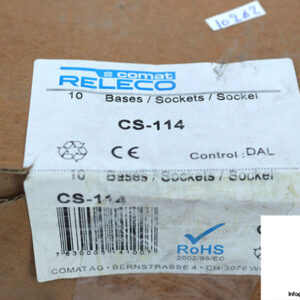 10262
comat
RELECO
10 Bases / Sockets / Sockel
CS-114
CE Control : DAL
10 Bases / Sockets / Sockel
CS-114
RoHS
2002/95/EC
COMAT AG • BERNSTRASSE 4 • CH-3076 W